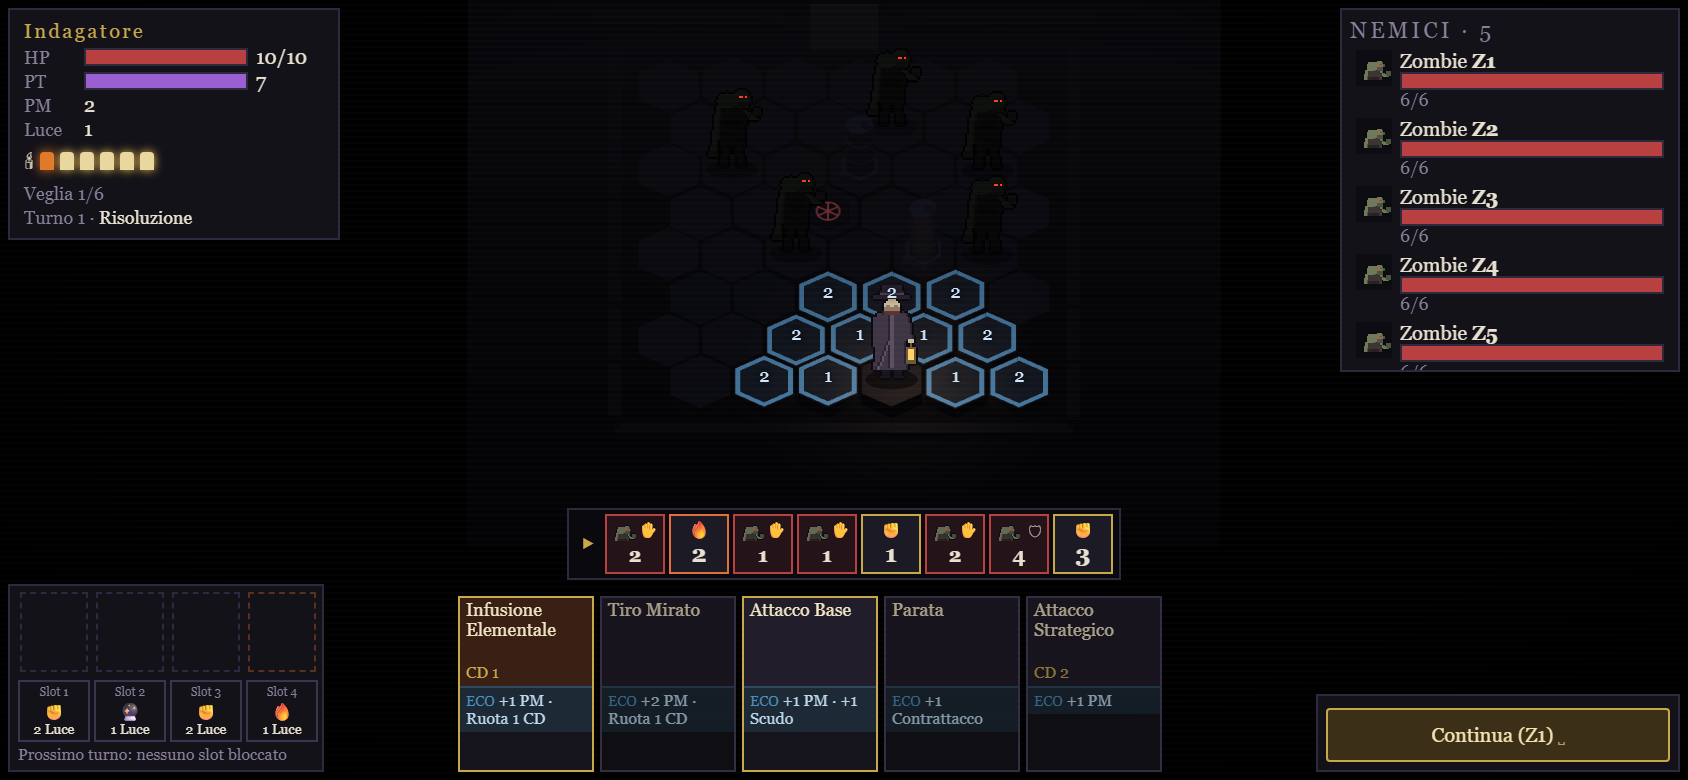 Indagatore
HP 10/10
PT 7
PM 2
Luce 1
Veglia 1/6
Turno 1 · Risoluzione
NEMICI · 5
Zombie Z1
6/6
Zombie Z2
6/6
Zombie Z3
6/6
Zombie Z4
6/6
Zombie Z5
2 2 2
2 1 1 2
2 1 1 2
2 2 1 1 1 2 4 3
Slot 1 Slot 2 Slot 3 Slot 4
2 Luce 1 Luce 2 Luce 1 Luce
Prossimo turno: nessuno slot bloccato
Infusione
Elementale
CD 1
ECO +1 PM ·
Ruota 1 CD
Tiro Mirato
ECO +2 PM ·
Ruota 1 CD
Attacco Base
ECO +1 PM · +1
Scudo
Parata
ECO +1
Contrattacco
Attacco
Strategico
CD 2
ECO +1 PM
Continua (Z1)